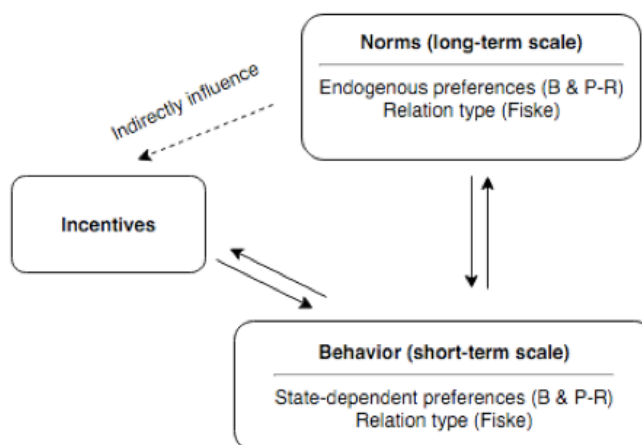 Norms (long-term scale)
Endogenous preferences (B & P-R)
Relation type (Fiske)
Indirectly influence
Incentives
Behavior (short-term scale)
State-dependent preferences (B & P-R)
Relation type (Fiske)